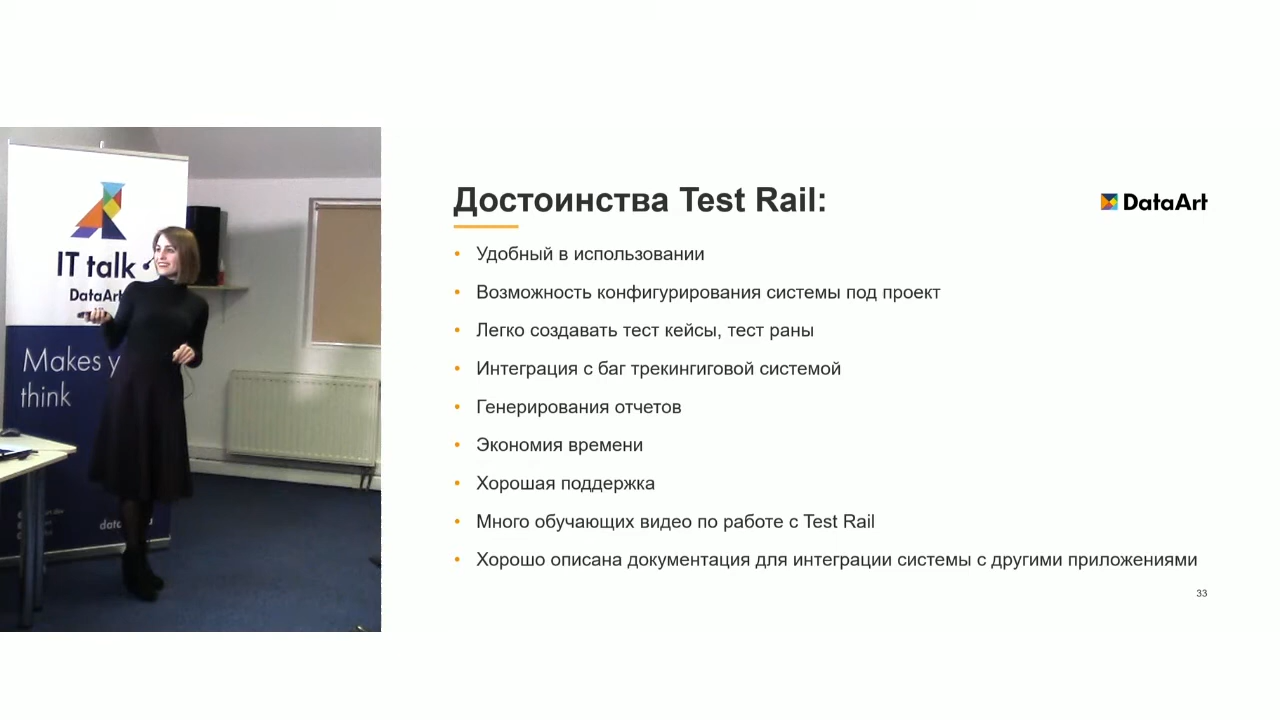 IT talk
DataArt
Makes y
think
Достоинства Test Rail:
DataArt
• Удобный в использовании
• Возможность конфигурирования системы под проект
• Легко создавать тест кейсы, тест раны
• Интеграция с баг трекингиговой системой
• Генерирования отчетов
• Экономия времени
• Хорошая поддержка
• Много обучающих видео по работе с Test Rail
• Хорошо описана документация для интеграции системы с другими приложениями
33